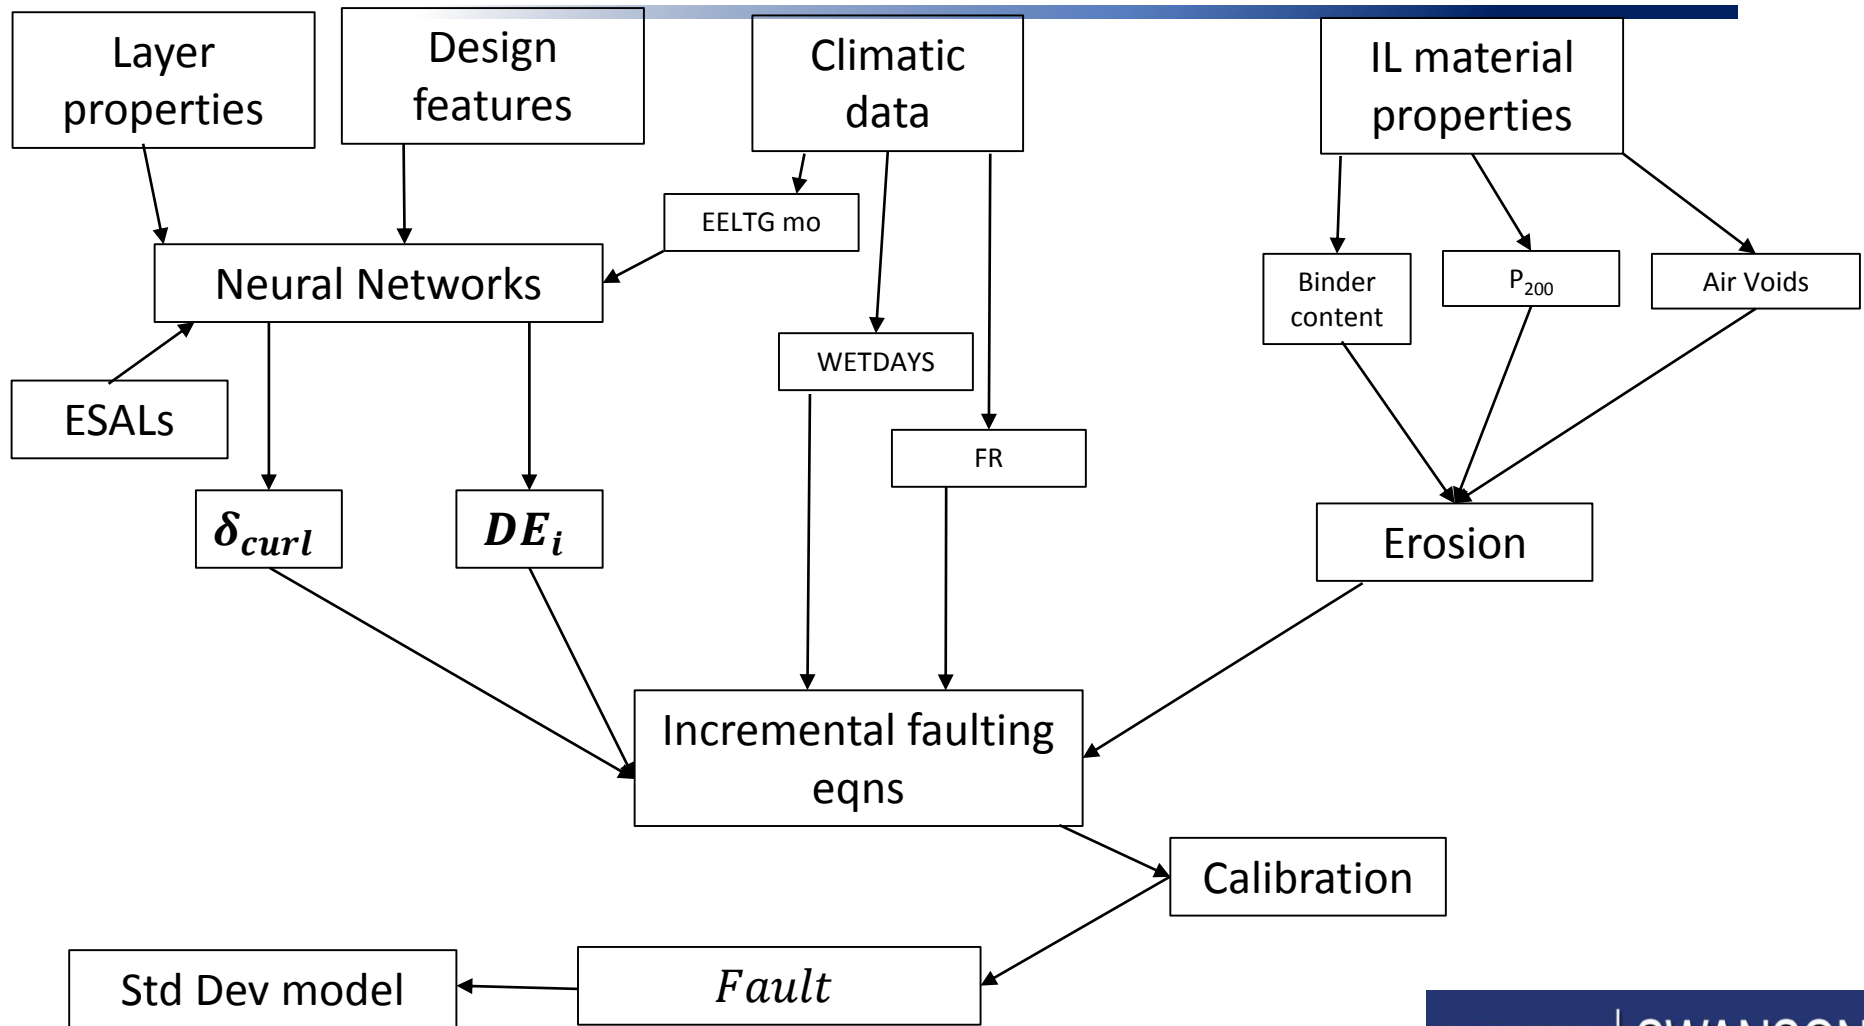 Layer
properties
Design
features
Climatic
data
IL material
properties
EELTG mo
Neural Networks
Binder
content
P₂₀₀
Air Voids
WETDAYS
ESALs
FR
δcurl
DEi
Erosion
Incremental faulting
eqns
Calibration
Std Dev model
Fault
SWANSON